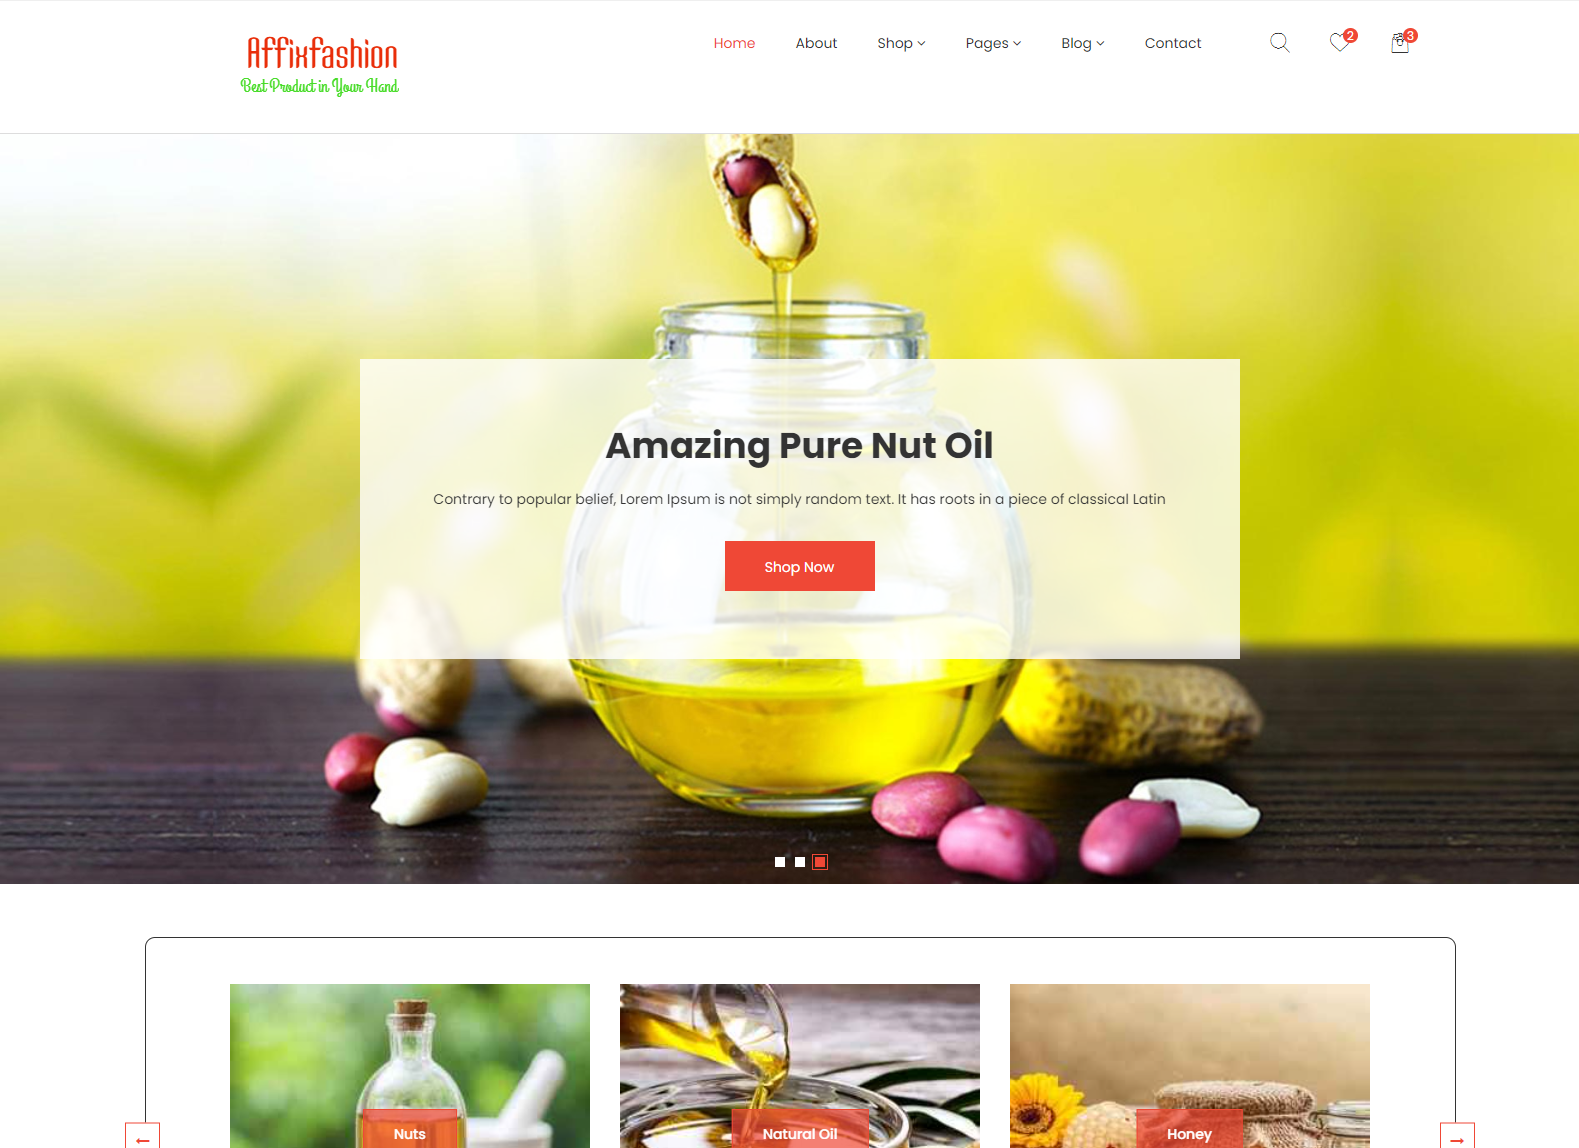 Affixfashion
Best Product in Your Hand
Home About Shop Pages Blog Contact 2 3
Amazing Pure Nut Oil
Contrary to popular belief, Lorem Ipsum is not simply random text. It has roots in a piece of classical Latin
Shop Now
Nuts Natural Oil Honey